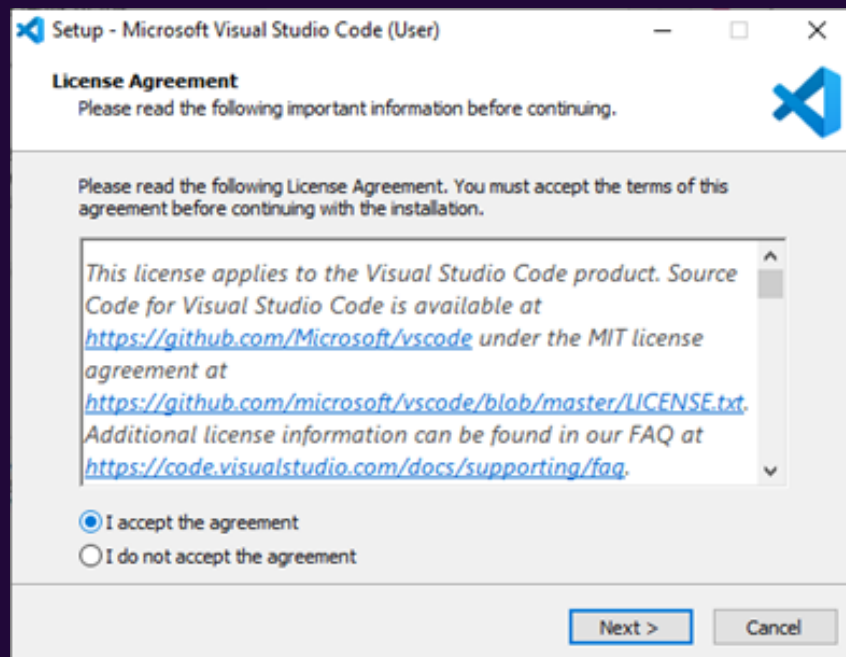 Setup - Microsoft Visual Studio Code (User)
License Agreement
Please read the following important information before continuing.
Please read the following License Agreement. You must accept the terms of this
agreement before continuing with the installation.
This license applies to the Visual Studio Code product. Source
Code for Visual Studio Code is available at
https://github.com/Microsoft/vscode under the MIT license
agreement at
https://github.com/microsoft/vscode/blob/master/LICENSE.txt.
Additional license information can be found in our FAQ at
https://code.visualstudio.com/docs/supporting/faq.
I accept the agreement
I do not accept the agreement
Next > Cancel